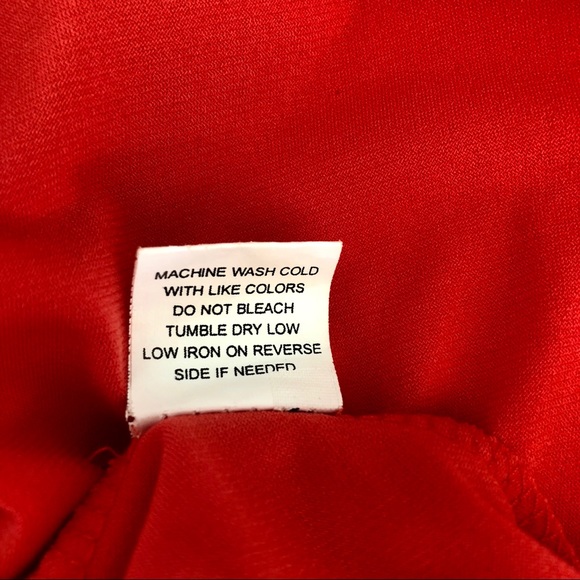 MACHINE WASH COLD
WITH LIKE COLORS
DO NOT BLEACH
TUMBLE DRY LOW
LOW IRON ON REVERSE
SIDE IF NEEDED